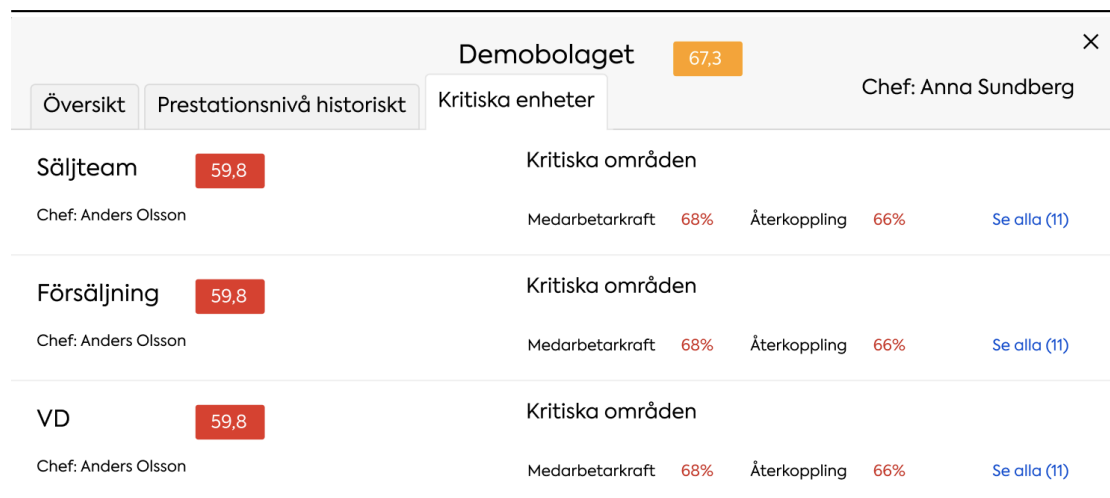 Demobolaget 67,3
Chef: Anna Sundberg
Översikt Prestationsnivå historiskt Kritiska enheter
Säljteam 59,8 Kritiska områden
Chef: Anders Olsson Medarbetarkraft 68% Återkoppling 66% Se alla (11)
Försäljning 59,8 Kritiska områden
Chef: Anders Olsson Medarbetarkraft 68% Återkoppling 66% Se alla (11)
VD 59,8 Kritiska områden
Chef: Anders Olsson Medarbetarkraft 68% Återkoppling 66% Se alla (11)